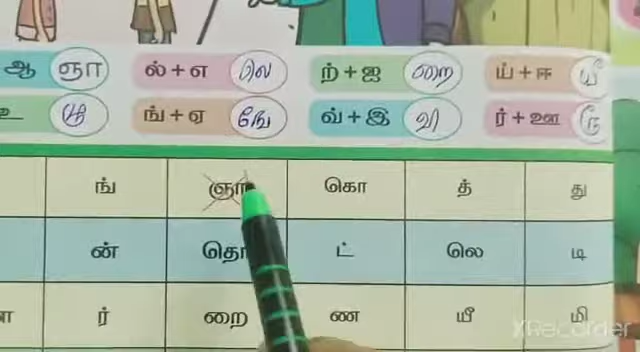 ஆ ஞா ல் + எ லெ ற் + ஐ றை ய் + ஈ யீ
ங் + ஏ ஙே வ் + இ வி ர் + ஊ ரூ
ங் ஞா கொ த் து
ன் தொ ட் லெ டி
ர் றை ண யீ மி
XRecorder